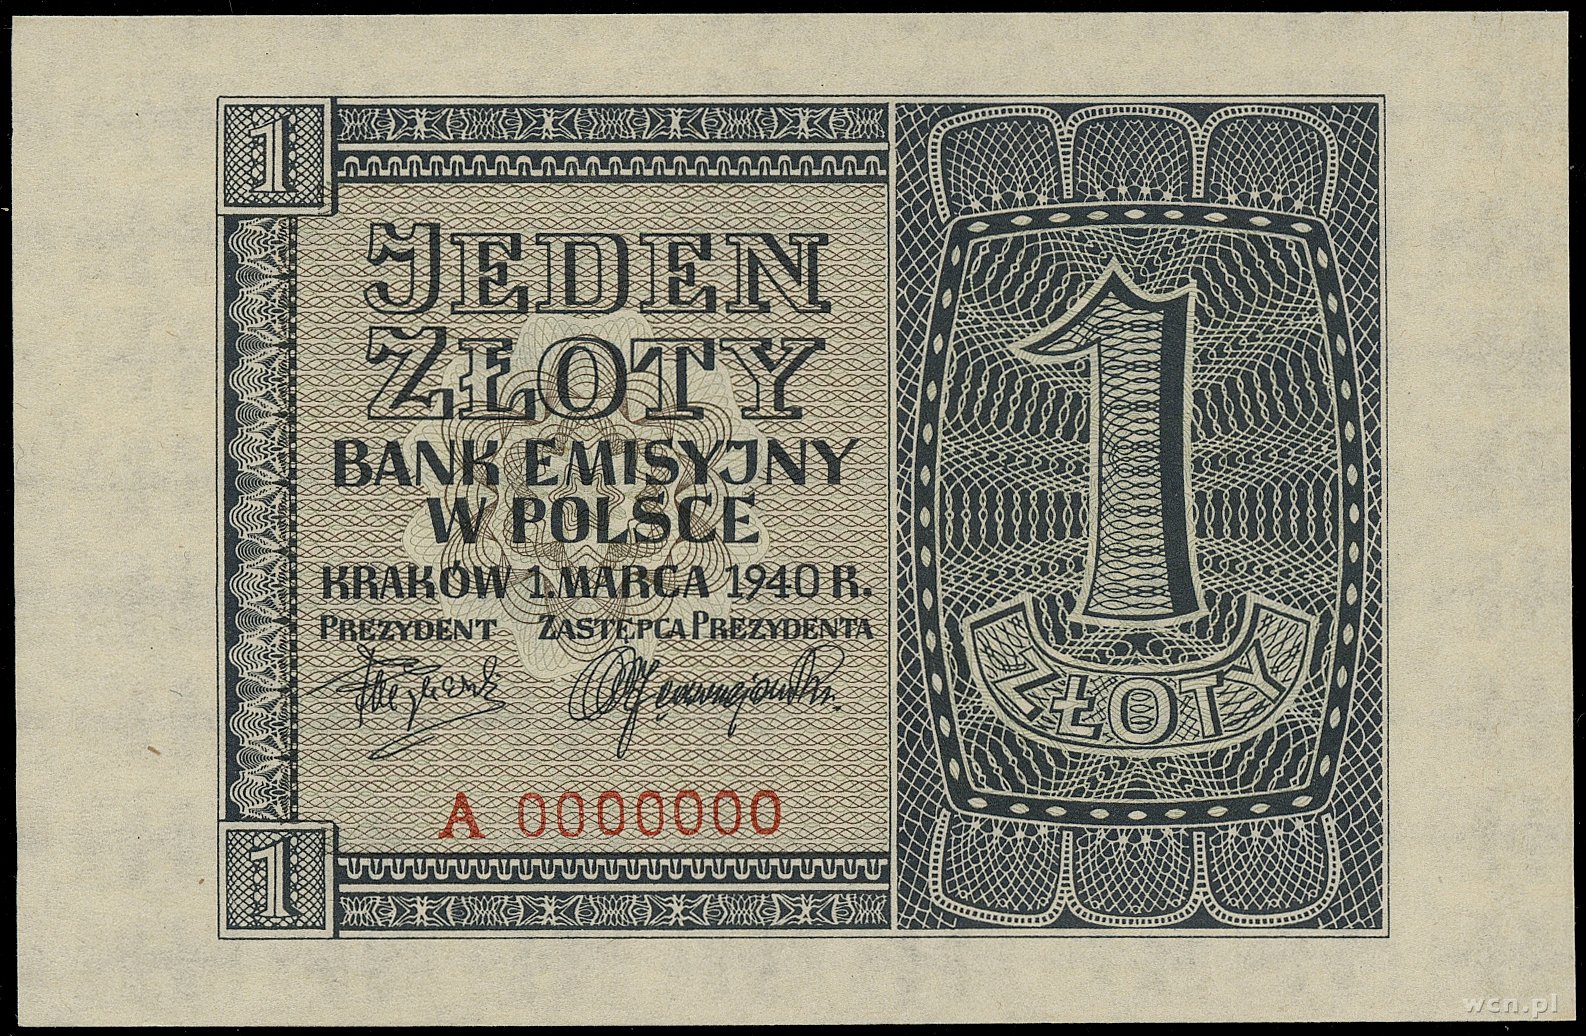 1
JEDEN
ZŁOTY
BANK EMISYJNY
W POLSCE
KRAKÓW 1. MARCA 1940 R.
PREZYDENT ZASTĘPCA PREZYDENTA
A 0000000
1
1
ZŁOTY
wcn.pl